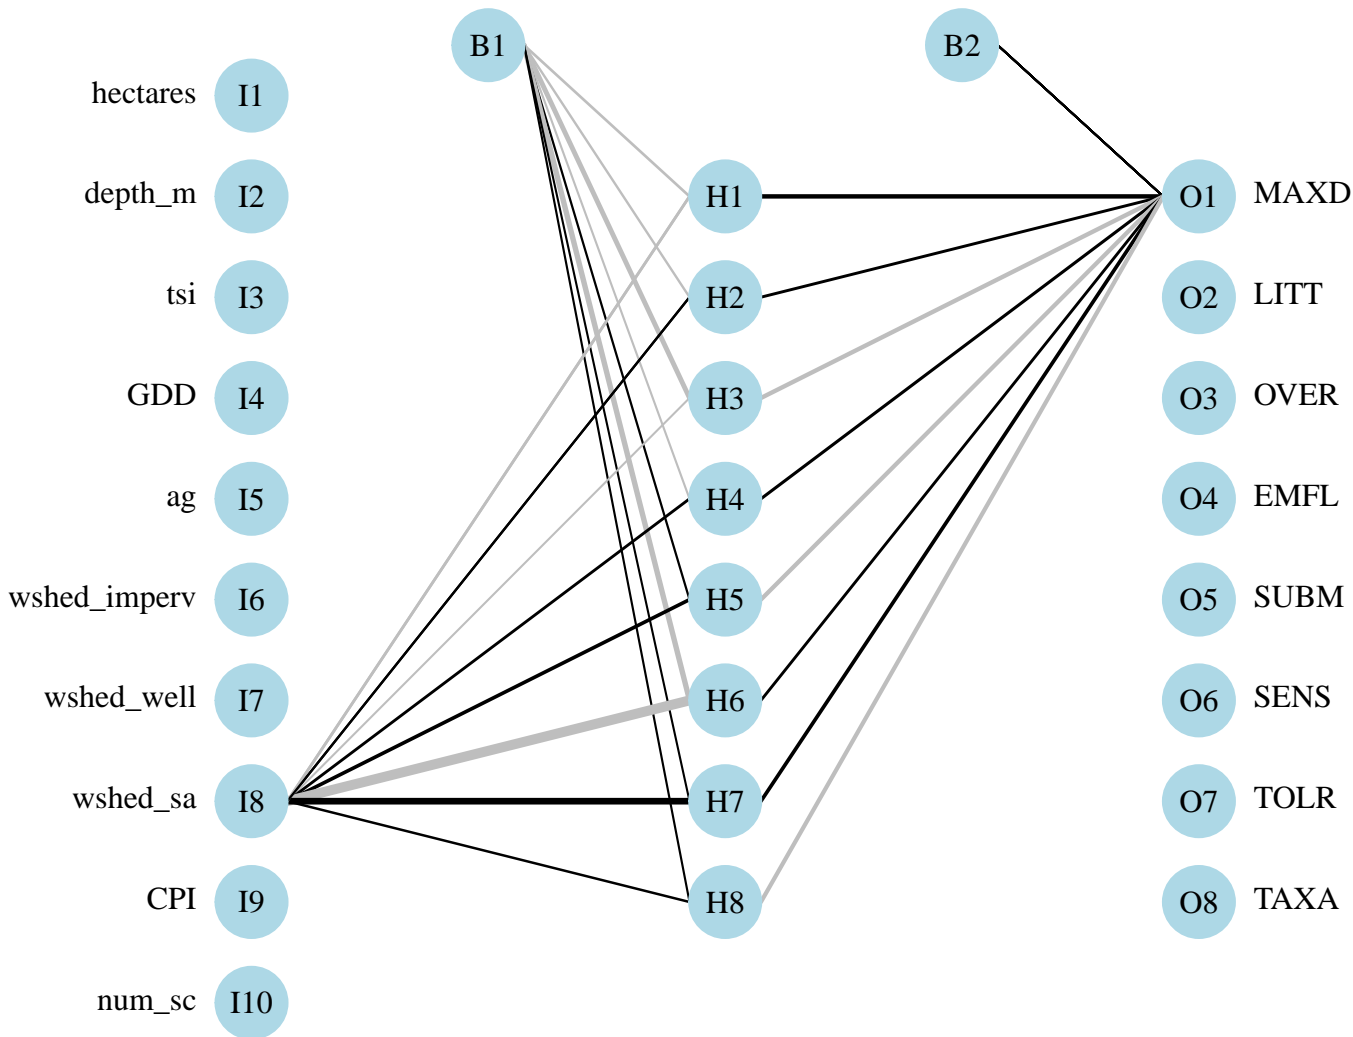 B1 B2
hectares I1
depth_m I2 H1 O1 MAXD
tsi I3 H2 O2 LITT
GDD I4 H3 O3 OVER
ag I5 H4 O4 EMFL
wshed_imperv I6 H5 O5 SUBM
wshed_well I7 H6 O6 SENS
wshed_sa I8 H7 O7 TOLR
CPI I9 H8 O8 TAXA
num_sc I10